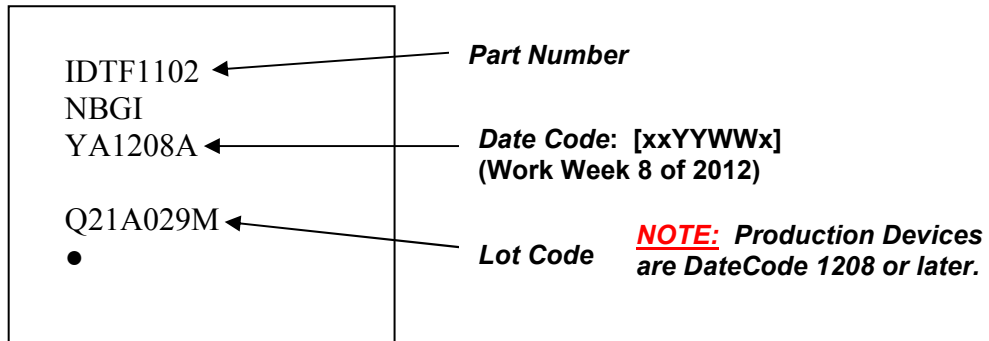 IDTF1102
NBGI
YA1208A
Q21A029M
●
Part Number
Date Code: [xxYYWWx]
(Work Week 8 of 2012)
Lot Code
NOTE: Production Devices
are DateCode 1208 or later.